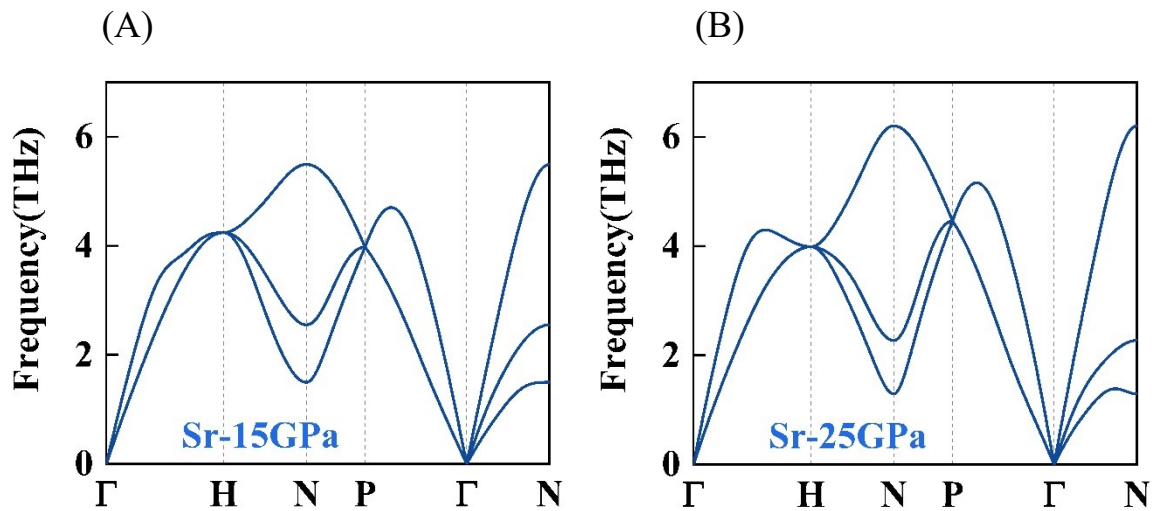 (A)
Frequency(THz)
6
4
2
0
Sr-15GPa
Γ H N P Γ N
(B)
Frequency(THz)
6
4
2
0
Sr-25GPa
Γ H N P Γ N